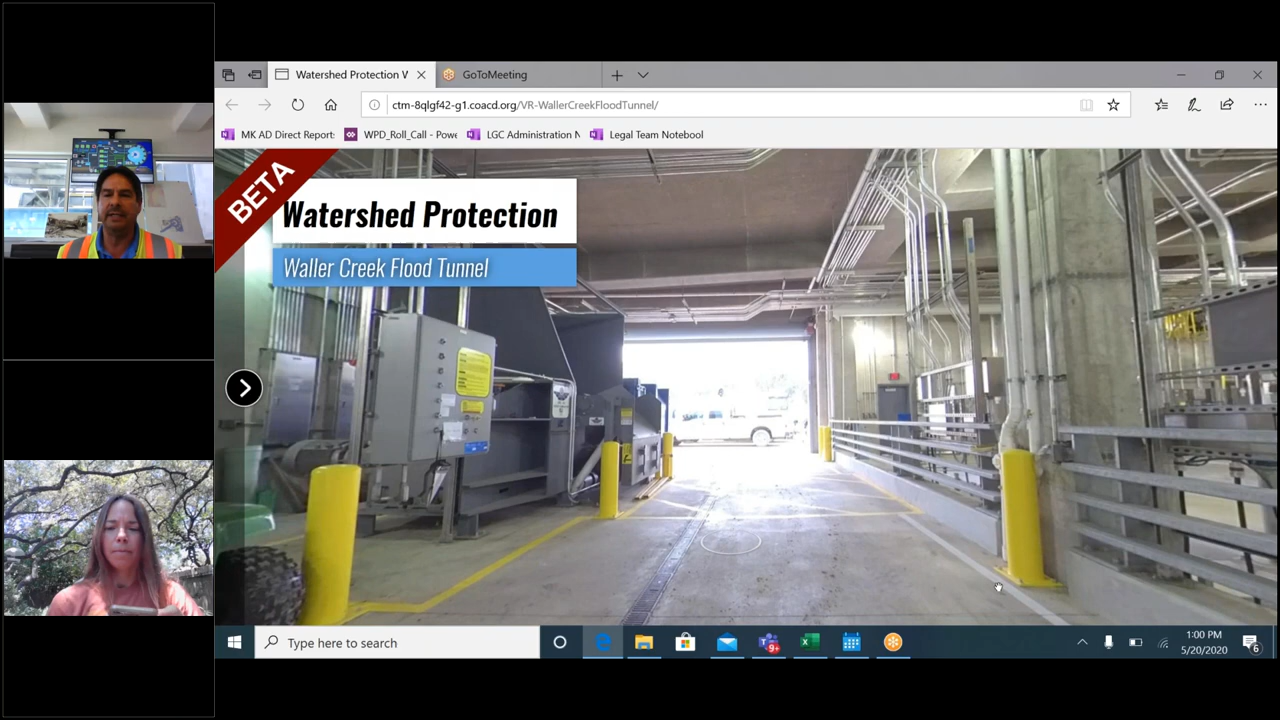 Watershed Protection W
GoToMeeting
ctm-8qlgf42-g1.coacd.org/VR-WallerCreekFloodTunnel/
MK AD Direct Report:
WPD_Roll_Call - Powe
LGC Administration N
Legal Team Notebool
BETA
Watershed Protection
Waller Creek Flood Tunnel
Type here to search
9+
1:00 PM
5/20/2020
6